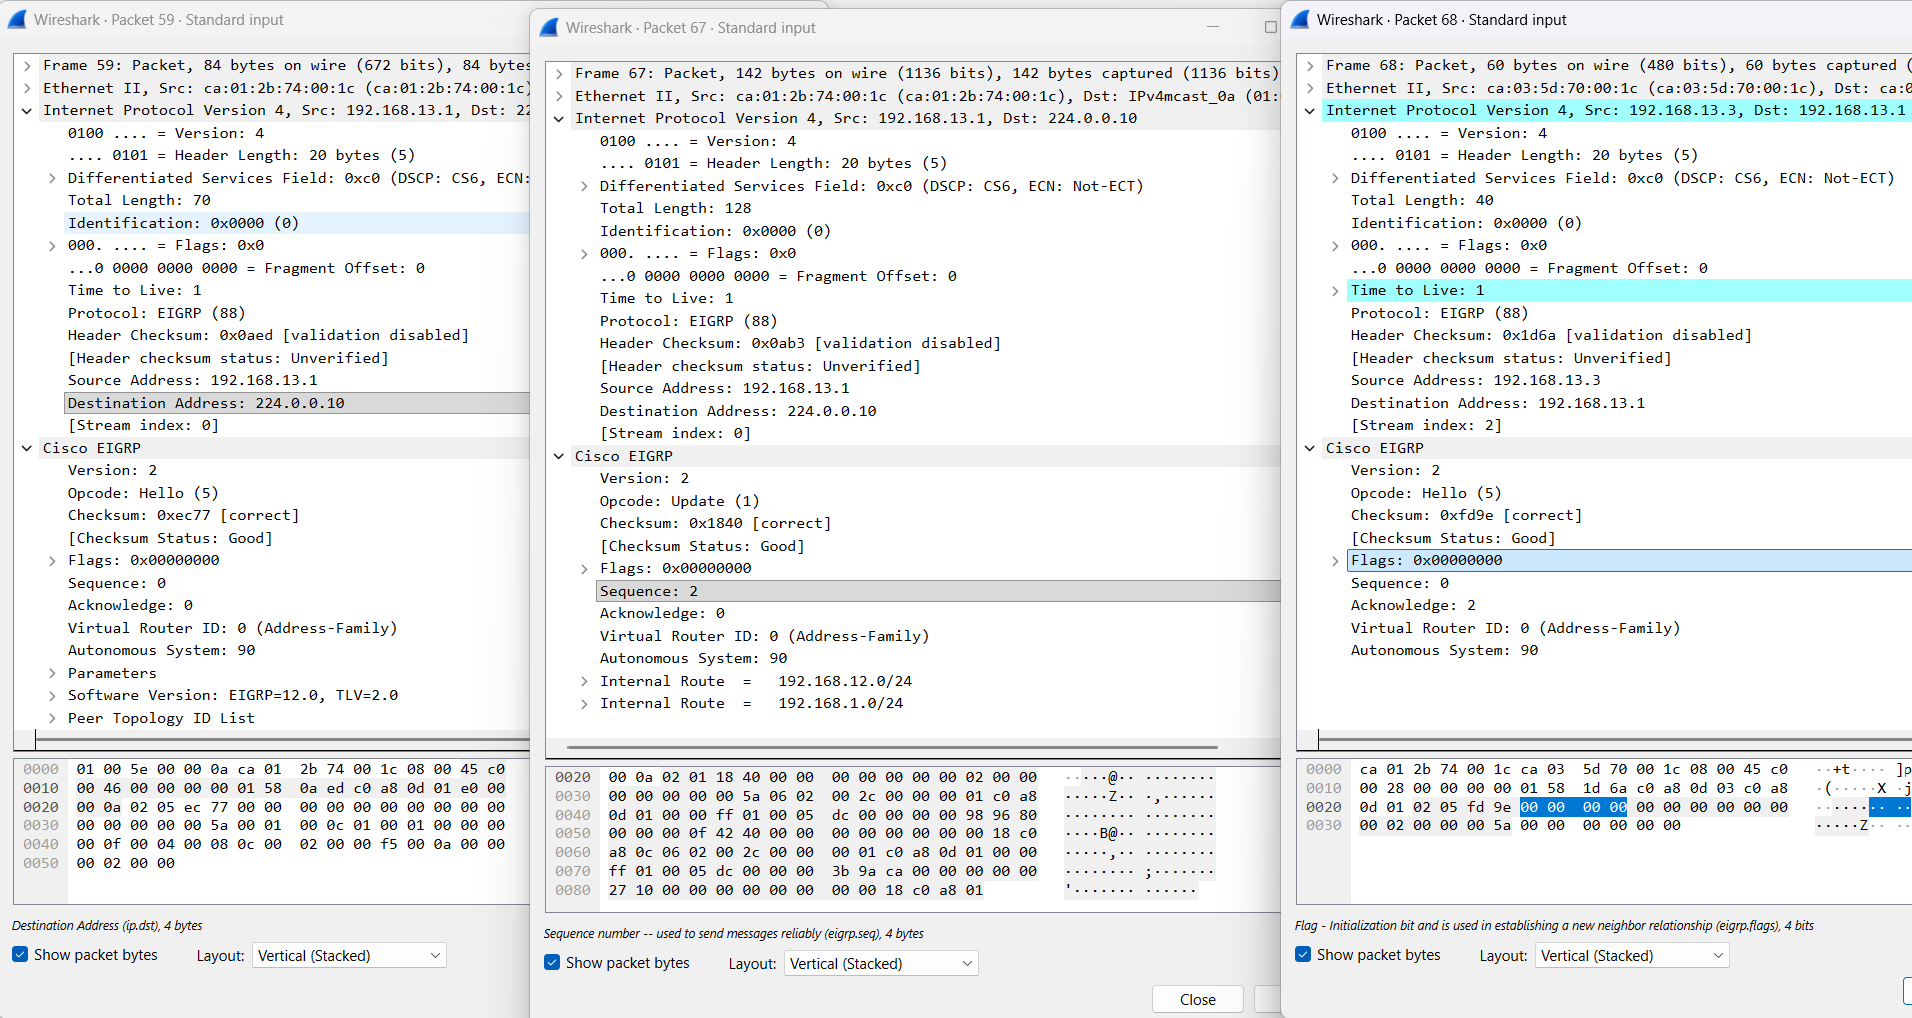 Wireshark · Packet 59 · Standard input
Frame 59: Packet, 84 bytes on wire (672 bits), 84 bytes
Ethernet II, Src: ca:01:2b:74:00:1c (ca:01:2b:74:00:1c)
Internet Protocol Version 4, Src: 192.168.13.1, Dst: 22
0100 .... = Version: 4
.... 0101 = Header Length: 20 bytes (5)
Differentiated Services Field: 0xc0 (DSCP: CS6, ECN:
Total Length: 70
Identification: 0x0000 (0)
000. .... = Flags: 0x0
...0 0000 0000 0000 = Fragment Offset: 0
Time to Live: 1
Protocol: EIGRP (88)
Header Checksum: 0x0aed [validation disabled]
[Header checksum status: Unverified]
Source Address: 192.168.13.1
Destination Address: 224.0.0.10
[Stream index: 0]
Cisco EIGRP
Version: 2
Opcode: Hello (5)
Checksum: 0xec77 [correct]
[Checksum Status: Good]
Flags: 0x00000000
Sequence: 0
Acknowledge: 0
Virtual Router ID: 0 (Address-Family)
Autonomous System: 90
Parameters
Software Version: EIGRP=12.0, TLV=2.0
Peer Topology ID List
0000 01 00 5e 00 00 0a ca 01 2b 74 00 1c 08 00 45 c0
0010 00 46 00 00 00 00 01 58 0a ed c0 a8 0d 01 e0 00
0020 00 0a 02 05 ec 77 00 00 00 00 00 00 00 00 00 00
0030 00 00 00 00 00 5a 00 01 00 0c 01 00 01 00 00 00
0040 00 0f 00 04 00 08 0c 00 02 00 00 f5 00 0a 00 00
0050 00 02 00 00
Destination Address (ip.dst), 4 bytes
Show packet bytes Layout: Vertical (Stacked)
Wireshark · Packet 67 · Standard input
Frame 67: Packet, 142 bytes on wire (1136 bits), 142 bytes captured (1136 bits)
Ethernet II, Src: ca:01:2b:74:00:1c (ca:01:2b:74:00:1c), Dst: IPv4mcast_0a (01:
Internet Protocol Version 4, Src: 192.168.13.1, Dst: 224.0.0.10
0100 .... = Version: 4
.... 0101 = Header Length: 20 bytes (5)
Differentiated Services Field: 0xc0 (DSCP: CS6, ECN: Not-ECT)
Total Length: 128
Identification: 0x0000 (0)
000. .... = Flags: 0x0
...0 0000 0000 0000 = Fragment Offset: 0
Time to Live: 1
Protocol: EIGRP (88)
Header Checksum: 0x0ab3 [validation disabled]
[Header checksum status: Unverified]
Source Address: 192.168.13.1
Destination Address: 224.0.0.10
[Stream index: 0]
Cisco EIGRP
Version: 2
Opcode: Update (1)
Checksum: 0x1840 [correct]
[Checksum Status: Good]
Flags: 0x00000000
Sequence: 2
Acknowledge: 0
Virtual Router ID: 0 (Address-Family)
Autonomous System: 90
Internal Route = 192.168.12.0/24
Internal Route = 192.168.1.0/24
0020 00 0a 02 01 18 40 00 00 00 00 00 00 00 02 00 00 ·····@·· ········
0030 00 00 00 00 00 5a 06 02 00 2c 00 00 00 01 c0 a8 ·····Z·· ·,······
0040 0d 01 00 00 ff 01 00 05 dc 00 00 00 00 98 96 80 ········ ········
0050 00 00 00 0f 42 40 00 00 00 00 00 00 00 00 18 c0 ····B@·· ········
0060 a8 0c 06 02 00 2c 00 00 00 01 c0 a8 0d 01 00 00 ·····,·· ········
0070 ff 01 00 05 dc 00 00 00 3b 9a ca 00 00 00 00 00 ········ ;·······
0080 27 10 00 00 00 00 00 00 00 00 18 c0 a8 01 '······· ······
Sequence number -- used to send messages reliably (eigrp.seq), 4 bytes
Show packet bytes Layout: Vertical (Stacked)
Close
Wireshark · Packet 68 · Standard input
Frame 68: Packet, 60 bytes on wire (480 bits), 60 bytes captured (
Ethernet II, Src: ca:03:5d:70:00:1c (ca:03:5d:70:00:1c), Dst: ca:0
Internet Protocol Version 4, Src: 192.168.13.3, Dst: 192.168.13.1
0100 .... = Version: 4
.... 0101 = Header Length: 20 bytes (5)
Differentiated Services Field: 0xc0 (DSCP: CS6, ECN: Not-ECT)
Total Length: 40
Identification: 0x0000 (0)
000. .... = Flags: 0x0
...0 0000 0000 0000 = Fragment Offset: 0
Time to Live: 1
Protocol: EIGRP (88)
Header Checksum: 0x1d6a [validation disabled]
[Header checksum status: Unverified]
Source Address: 192.168.13.3
Destination Address: 192.168.13.1
[Stream index: 2]
Cisco EIGRP
Version: 2
Opcode: Hello (5)
Checksum: 0xfd9e [correct]
[Checksum Status: Good]
Flags: 0x00000000
Sequence: 0
Acknowledge: 2
Virtual Router ID: 0 (Address-Family)
Autonomous System: 90
0000 ca 01 2b 74 00 1c ca 03 5d 70 00 1c 08 00 45 c0 ··+t···· ]p
0010 00 28 00 00 00 00 01 58 1d 6a c0 a8 0d 03 c0 a8 ·(·····X ·j
0020 0d 01 02 05 fd 9e 00 00 00 00 00 00 00 00 00 00 ········ ··
0030 00 02 00 00 00 5a 00 00 00 00 00 00 ·····Z·· ··
Flag - Initialization bit and is used in establishing a new neighbor relationship (eigrp.flags), 4 bits
Show packet bytes Layout: Vertical (Stacked)